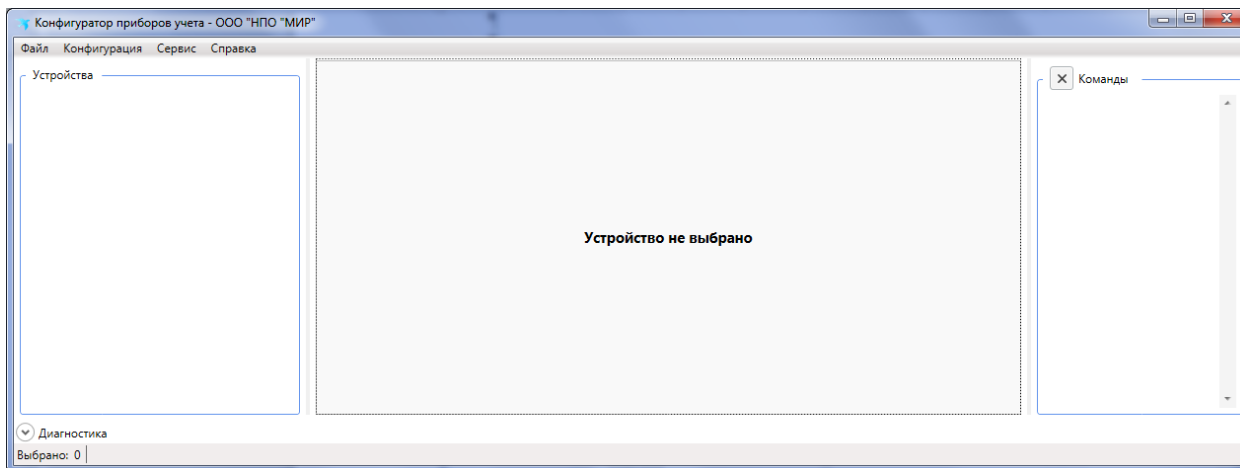 Конфигуратор приборов учета - ООО "НПО "МИР"
Файл Конфигурация Сервис Справка
Устройства
Команды
Устройство не выбрано
Диагностика
Выбрано: 0